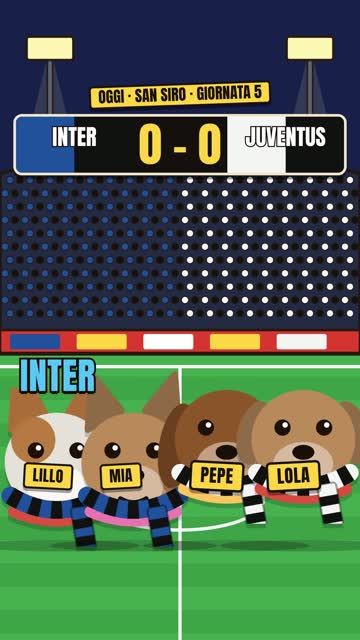 OGGI · SAN SIRO · GIORNATA 5
INTER 0 - 0 JUVENTUS
INTER
LILLO MIA PEPE LOLA